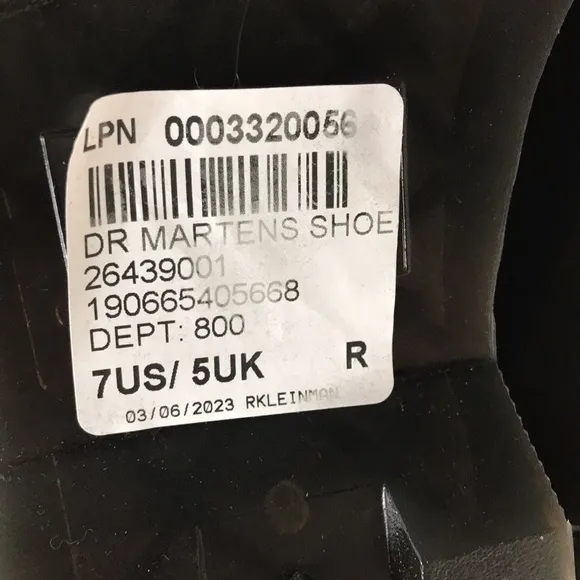 LPN 0003320056
DR MARTENS SHOE
26439001
190665405668
DEPT: 800
7US/ 5UK R
03/06/2023 RKLEINMAN